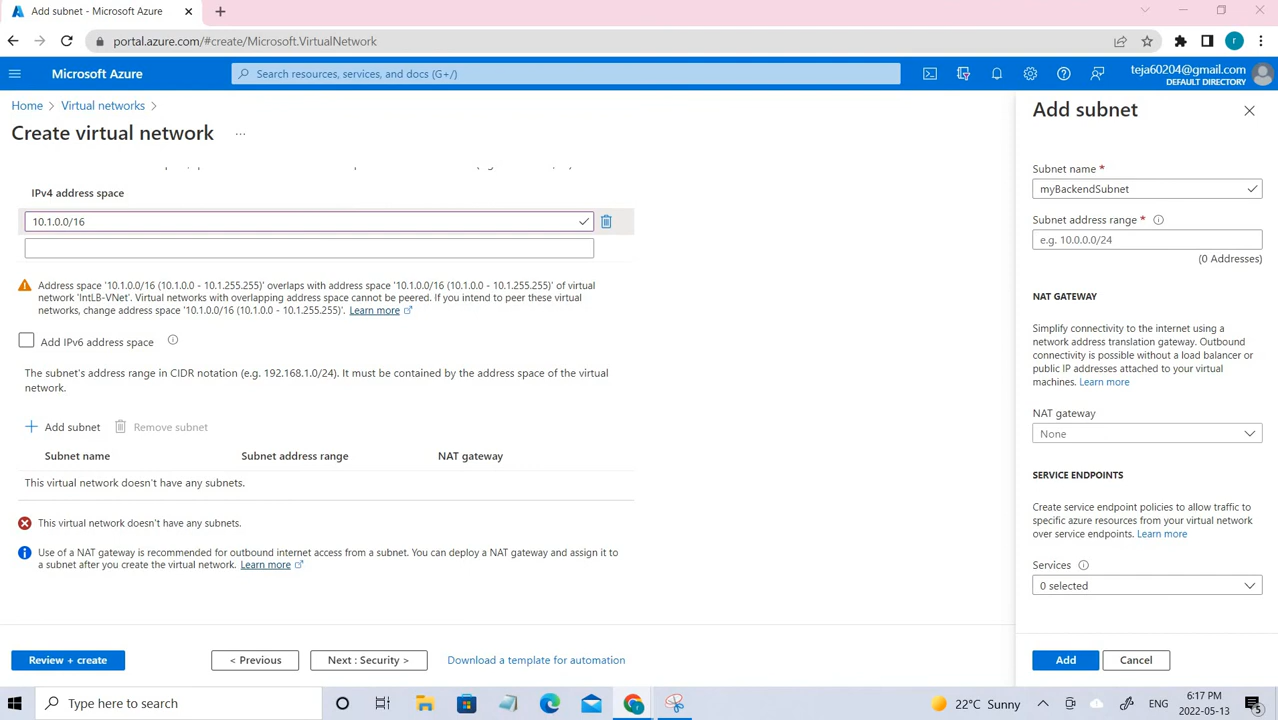 Add subnet - Microsoft Azure
portal.azure.com/#create/Microsoft.VirtualNetwork
Microsoft Azure
Search resources, services, and docs (G+/)
teja60204@gmail.com
DEFAULT DIRECTORY
r
Home > Virtual networks >
Create virtual network ...
IPv4 address space
10.1.0.0/16
Address space '10.1.0.0/16 (10.1.0.0 - 10.1.255.255)' overlaps with address space '10.1.0.0/16 (10.1.0.0 - 10.1.255.255)' of virtual
network 'IntLB-VNet'. Virtual networks with overlapping address space cannot be peered. If you intend to peer these virtual
networks, change address space '10.1.0.0/16 (10.1.0.0 - 10.1.255.255)'. Learn more
Add IPv6 address space
The subnet's address range in CIDR notation (e.g. 192.168.1.0/24). It must be contained by the address space of the virtual
network.
+ Add subnet Remove subnet
Subnet name Subnet address range NAT gateway
This virtual network doesn't have any subnets.
This virtual network doesn't have any subnets.
Use of a NAT gateway is recommended for outbound internet access from a subnet. You can deploy a NAT gateway and assign it to
a subnet after you create the virtual network. Learn more
Review + create < Previous Next : Security > Download a template for automation
Add subnet
Subnet name *
myBackendSubnet
Subnet address range *
e.g. 10.0.0.0/24
(0 Addresses)
NAT GATEWAY
Simplify connectivity to the internet using a
network address translation gateway. Outbound
connectivity is possible without a load balancer or
public IP addresses attached to your virtual
machines. Learn more
NAT gateway
None
SERVICE ENDPOINTS
Create service endpoint policies to allow traffic to
specific azure resources from your virtual network
over service endpoints. Learn more
Services
0 selected
Add Cancel
Type here to search
22°C Sunny
ENG
6:17 PM
2022-05-13
5